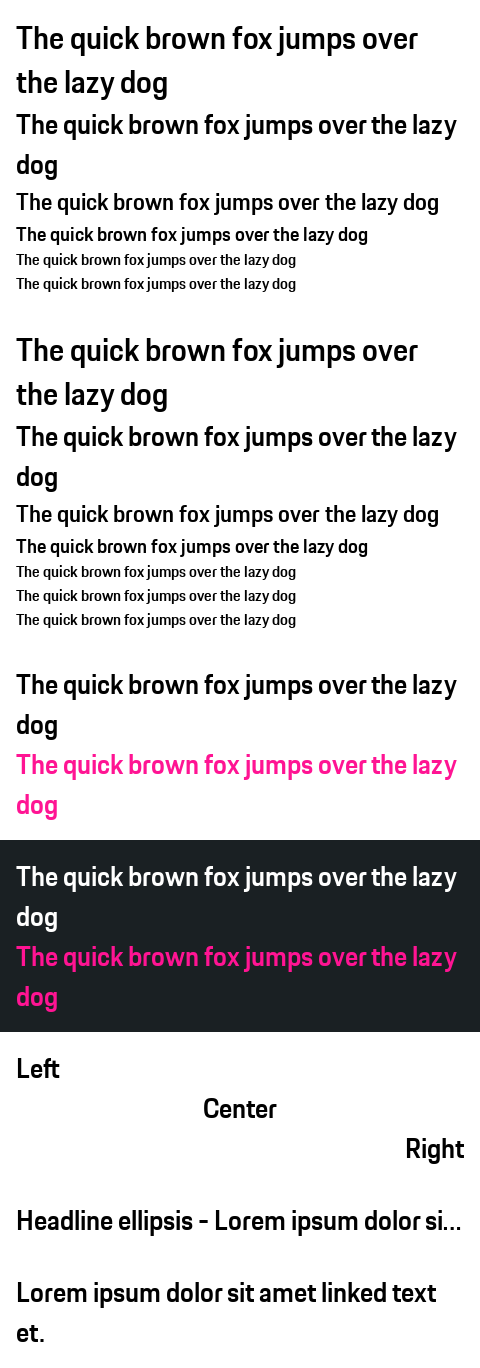 The quick brown fox jumps over
the lazy dog
The quick brown fox jumps over the lazy
dog
The quick brown fox jumps over the lazy dog
The quick brown fox jumps over the lazy dog
The quick brown fox jumps over the lazy dog
The quick brown fox jumps over the lazy dog
The quick brown fox jumps over
the lazy dog
The quick brown fox jumps over the lazy
dog
The quick brown fox jumps over the lazy dog
The quick brown fox jumps over the lazy dog
The quick brown fox jumps over the lazy dog
The quick brown fox jumps over the lazy dog
The quick brown fox jumps over the lazy dog
The quick brown fox jumps over the lazy
dog
The quick brown fox jumps over the lazy
dog
The quick brown fox jumps over the lazy
dog
The quick brown fox jumps over the lazy
dog
Left
Center
Right
Headline ellipsis - Lorem ipsum dolor si...
Lorem ipsum dolor sit amet linked text
et.